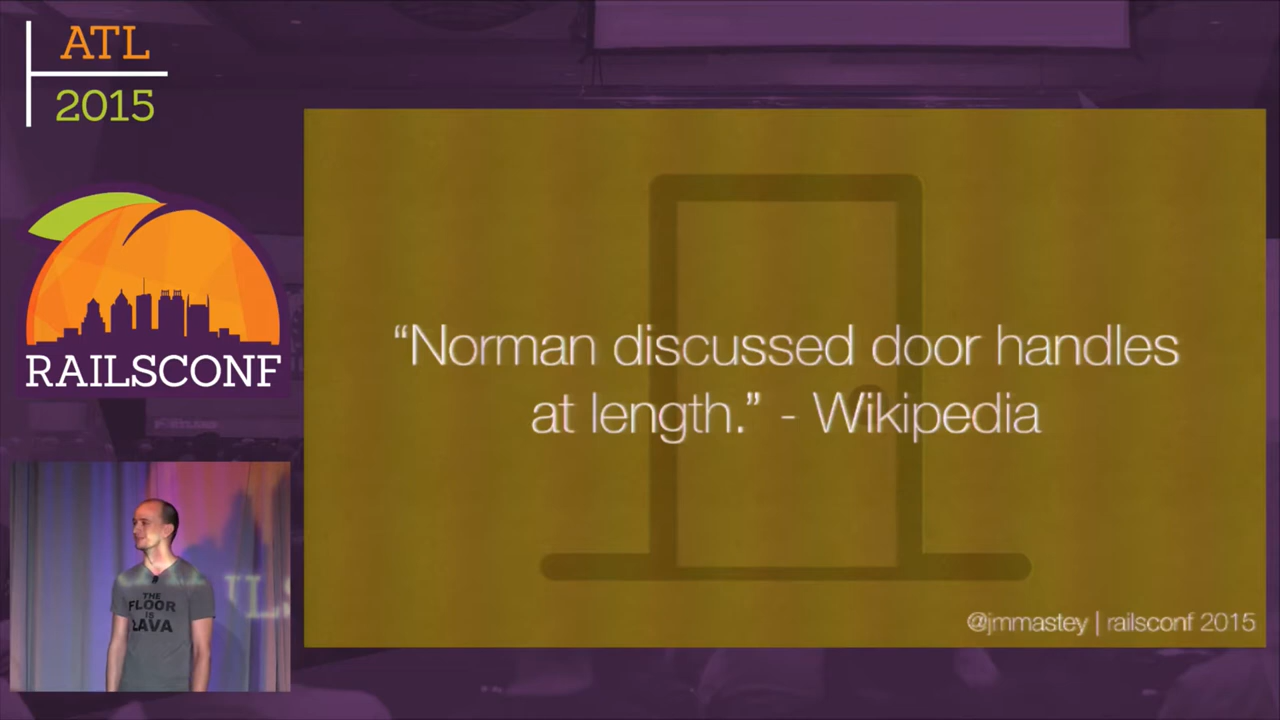 ATL
2015
RAILSCONF
“Norman discussed door handles
at length.” - Wikipedia
@jmmastey | railsconf 2015
THE
FLOOR
IS
LAVA